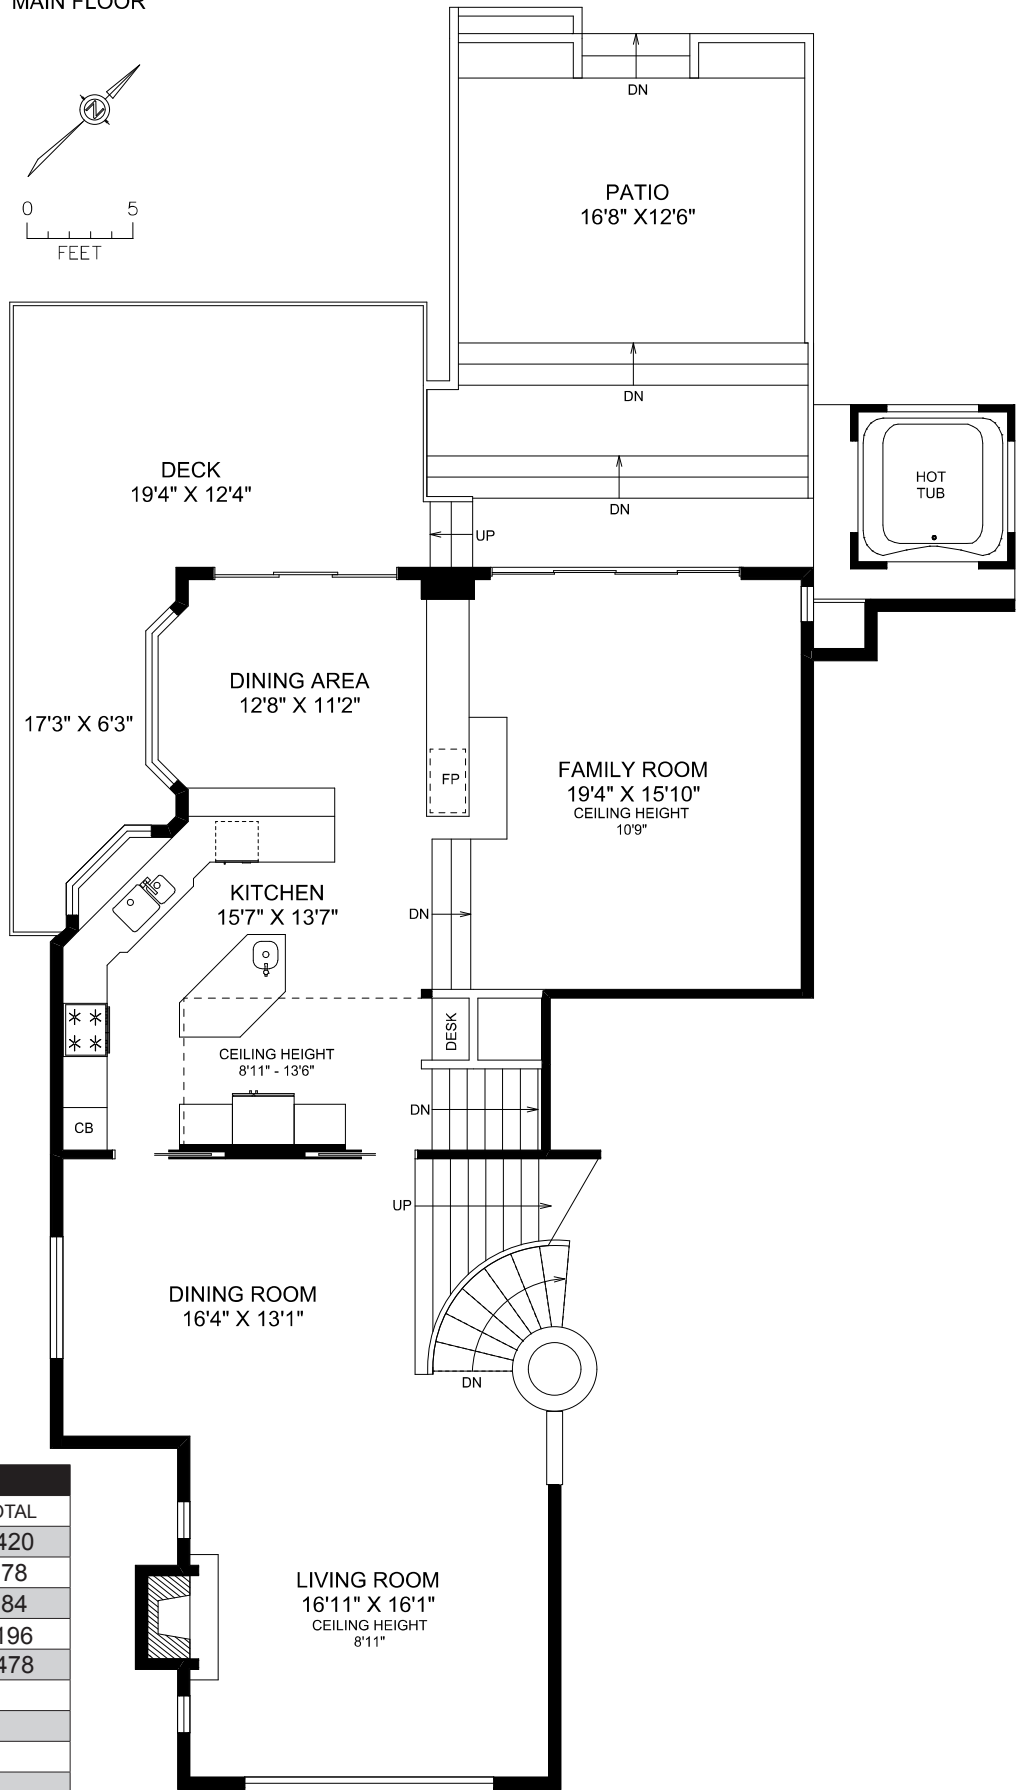 MAIN FLOOR
N
0 5
FEET
DN
PATIO
16'8" X12'6"
DN
DECK
19'4" X 12'4"
HOT
TUB
DN
UP
DINING AREA
12'8" X 11'2"
17'3" X 6'3"
FP
FAMILY ROOM
19'4" X 15'10"
CEILING HEIGHT
10'9"
KITCHEN
15'7" X 13'7"
DN
DESK
CEILING HEIGHT
8'11" - 13'6"
DN
CB
UP
DINING ROOM
16'4" X 13'1"
DN
LIVING ROOM
16'11" X 16'1"
CEILING HEIGHT
8'11"
420
78
84
196
478